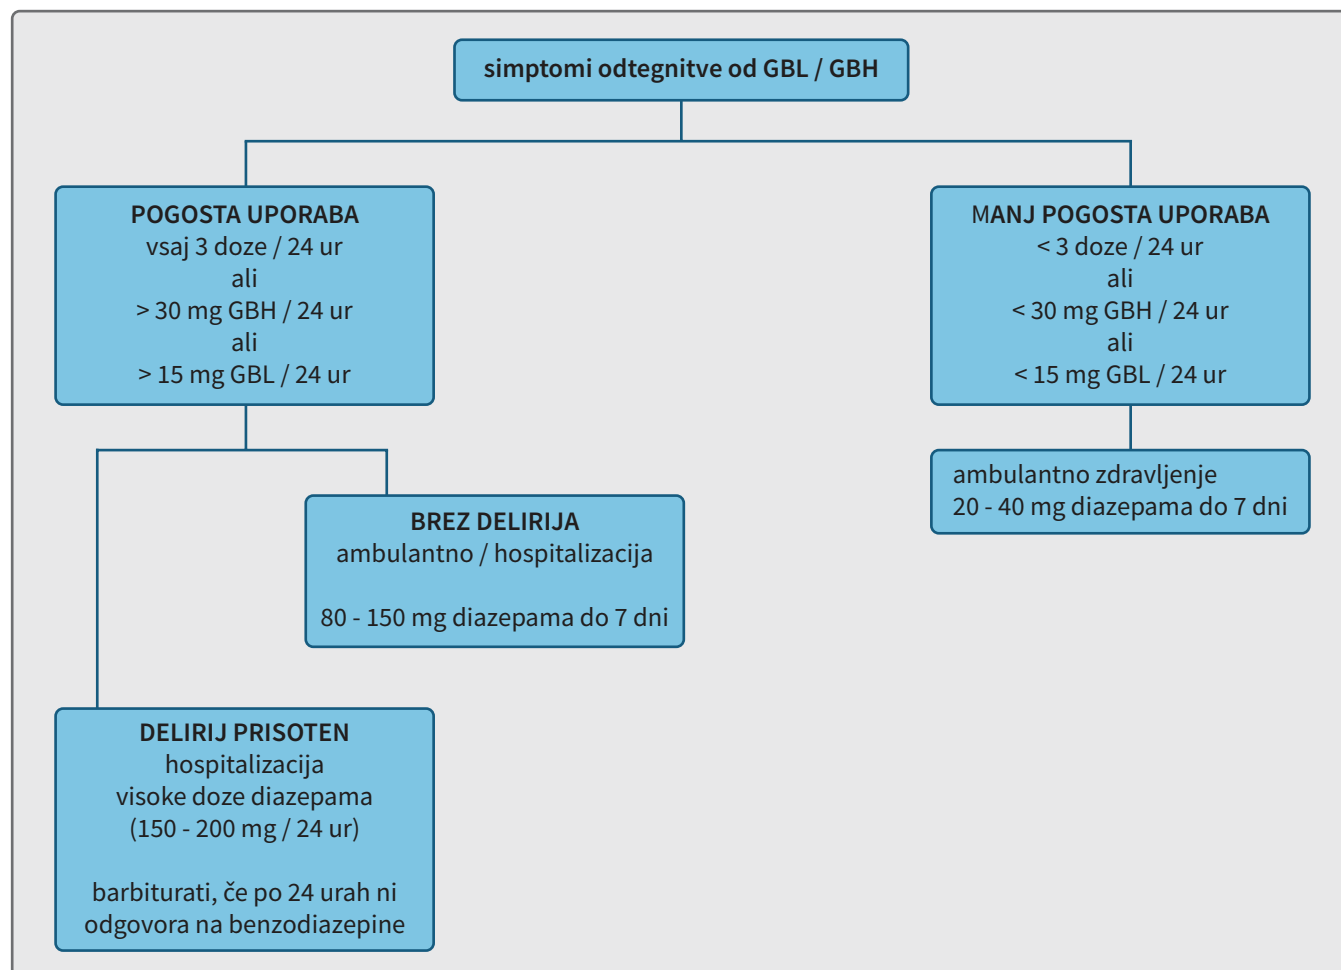 simptomi odtegnitve od GBL / GBH
POGOSTA UPORABA
vsaj 3 doze / 24 ur
ali
> 30 mg GBH / 24 ur
ali
> 15 mg GBL / 24 ur
MANJ POGOSTA UPORABA
< 3 doze / 24 ur
ali
< 30 mg GBH / 24 ur
ali
< 15 mg GBL / 24 ur
ambulantno zdravljenje
20 - 40 mg diazepama do 7 dni
BREZ DELIRIJA
ambulantno / hospitalizacija
80 - 150 mg diazepama do 7 dni
DELIRIJ PRISOTEN
hospitalizacija
visoke doze diazepama
(150 - 200 mg / 24 ur)
barbiturati, če po 24 urah ni
odgovora na benzodiazepine